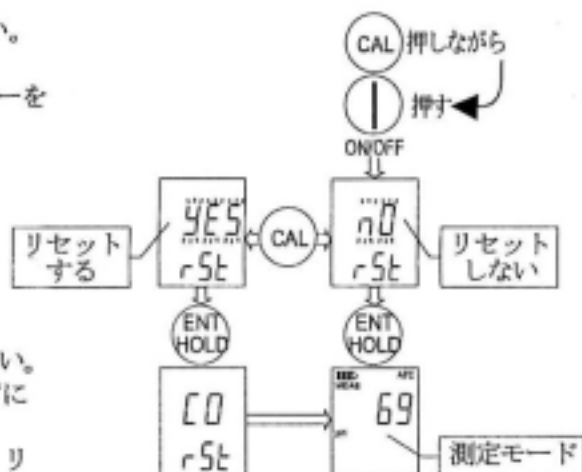 い。
ーを
CAL 押しながら
押す
ON/OFF
YES
rSt
CAL
nO
rSt
リセット
する
リセット
しない
ENT
HOLD
ENT
HOLD
い。
に
リ
CO
rSt
MEAS ATC
69
pH
測定モード